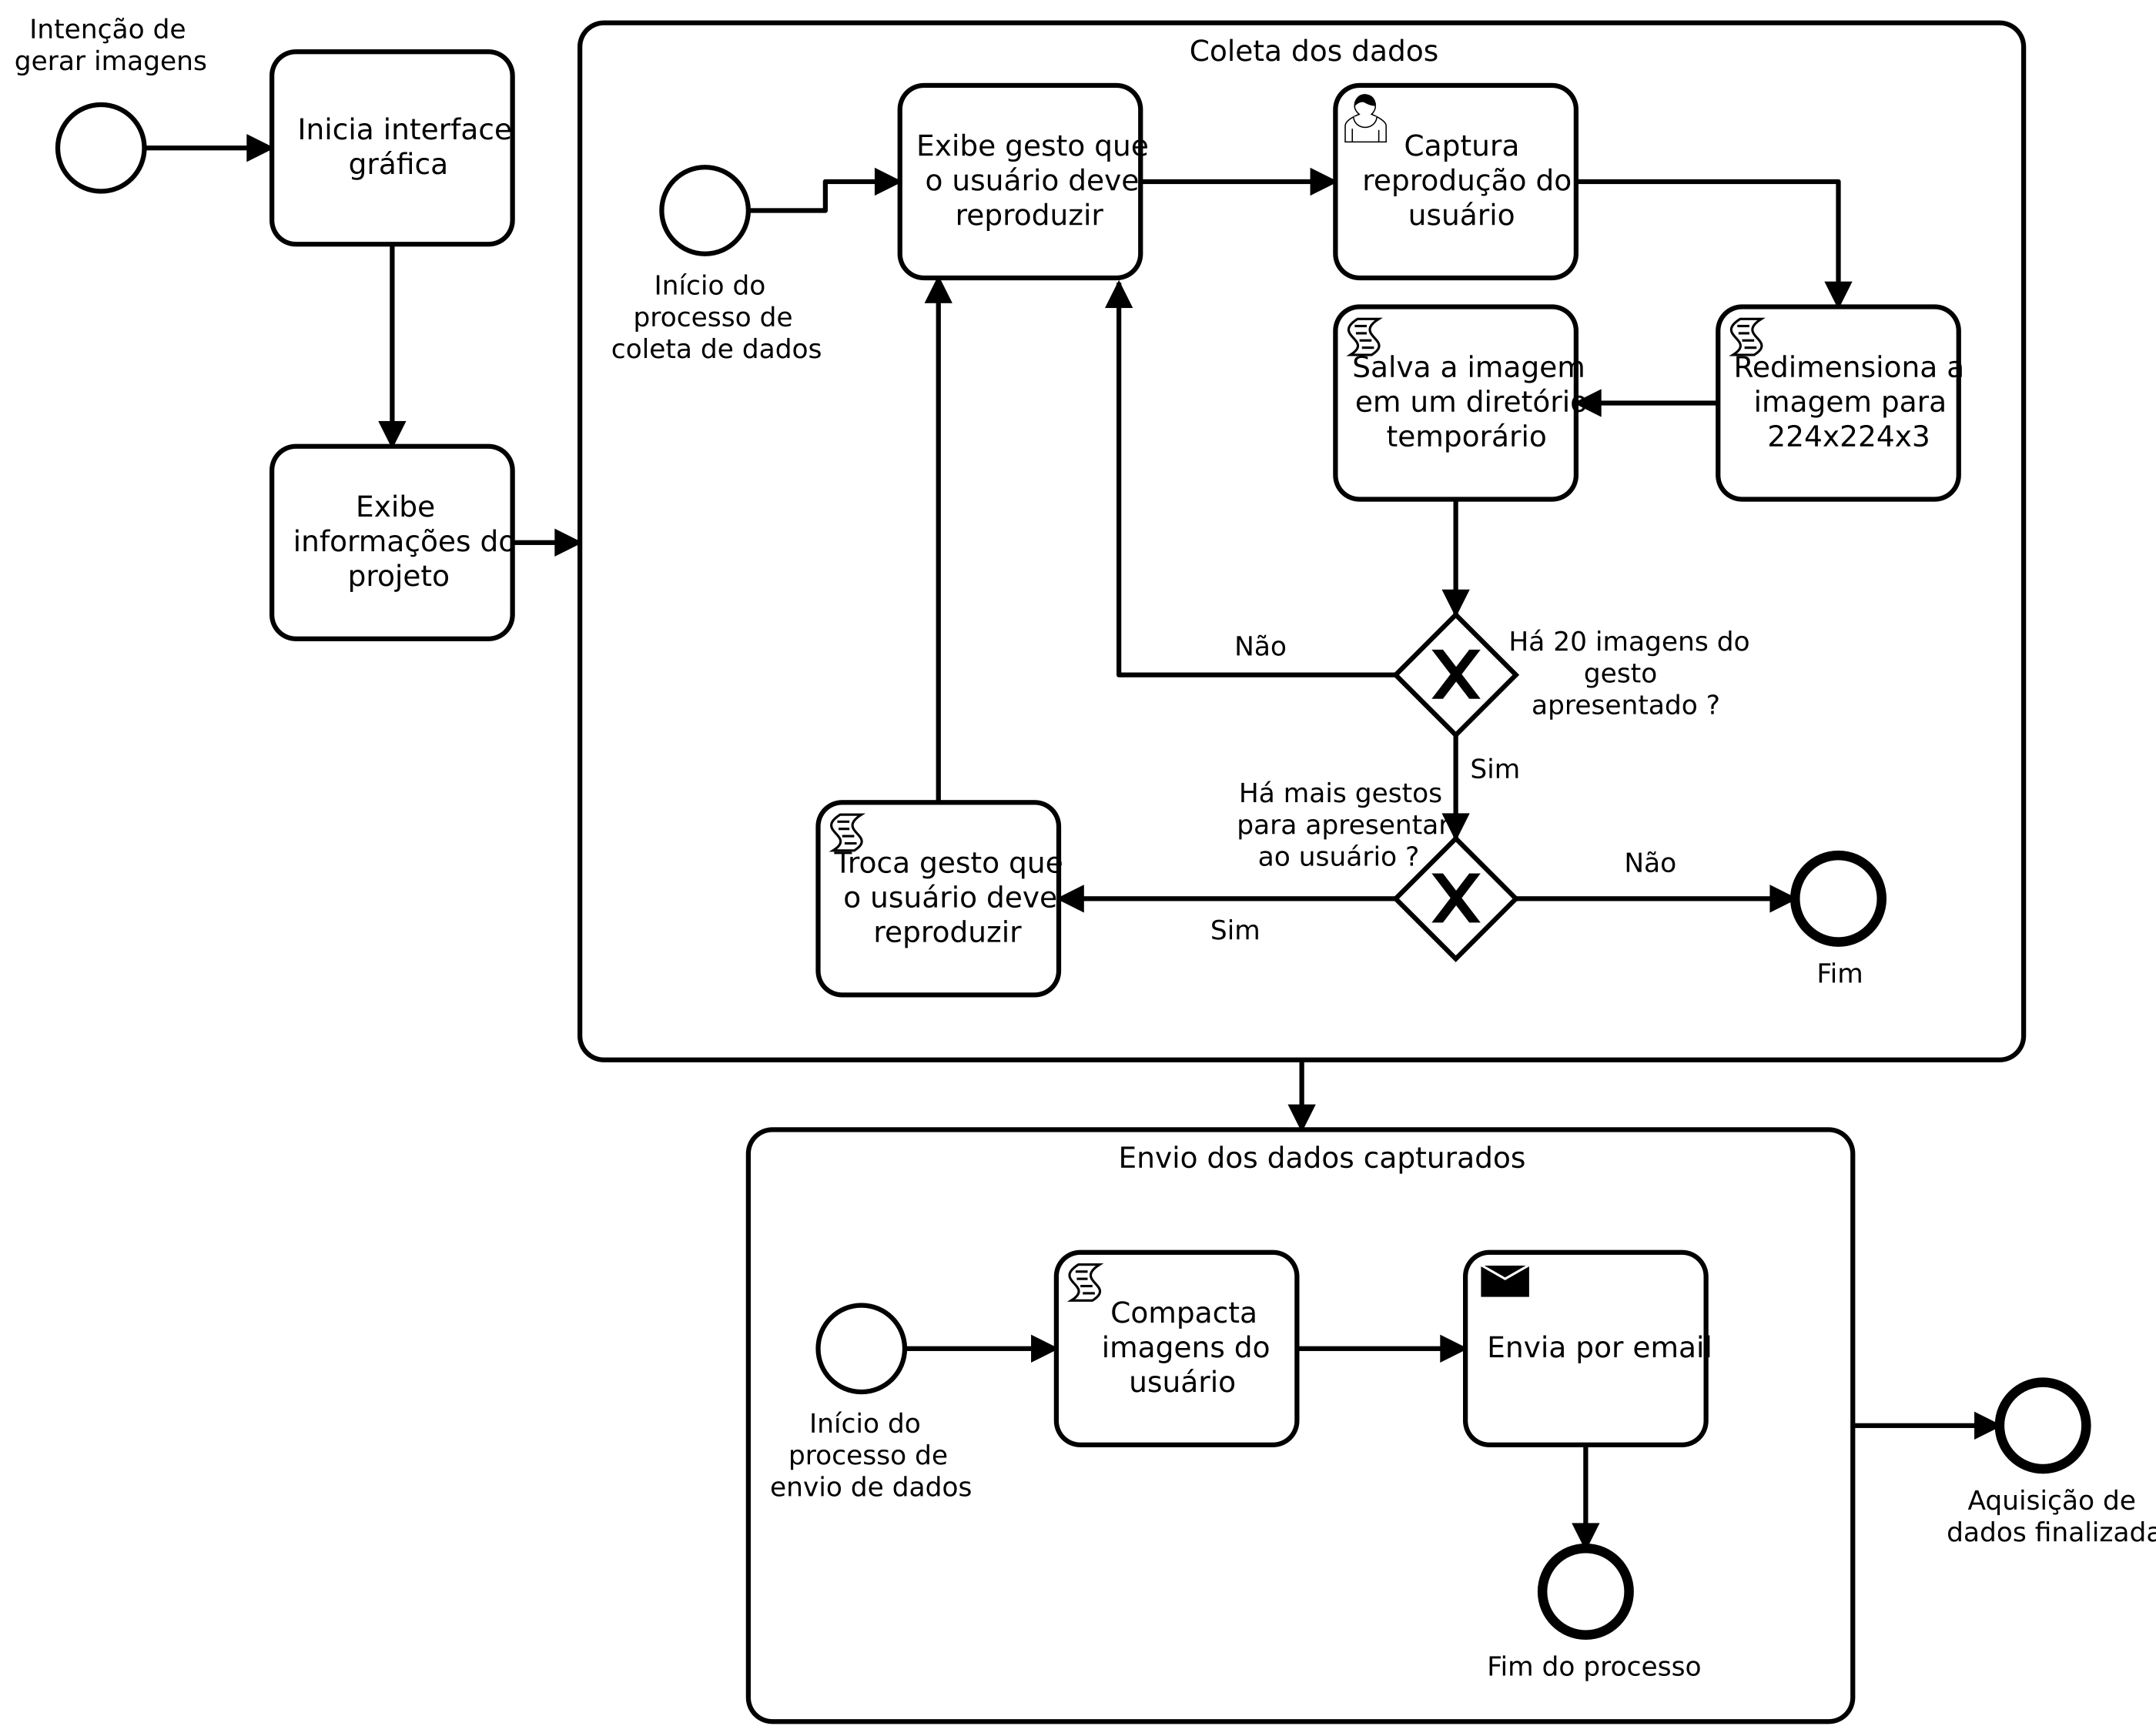 Intenção de
gerar imagens
Inicia interface
gráfica
Exibe
informações do
projeto
Coleta dos dados
Início do
processo de
coleta de dados
Exibe gesto que
o usuário deve
reproduzir
Captura
reprodução do
usuário
Redimensiona a
imagem para
224x224x3
Salva a imagem
em um diretório
temporário
Há 20 imagens do
gesto
apresentado ?
Não
Sim
Há mais gestos
para apresentar
ao usuário ?
Sim
Não
Troca gesto que
o usuário deve
reproduzir
Fim
Envio dos dados capturados
Início do
processo de
envio de dados
Compacta
imagens do
usuário
Envia por email
Fim do processo
Aquisição de
dados finalizada